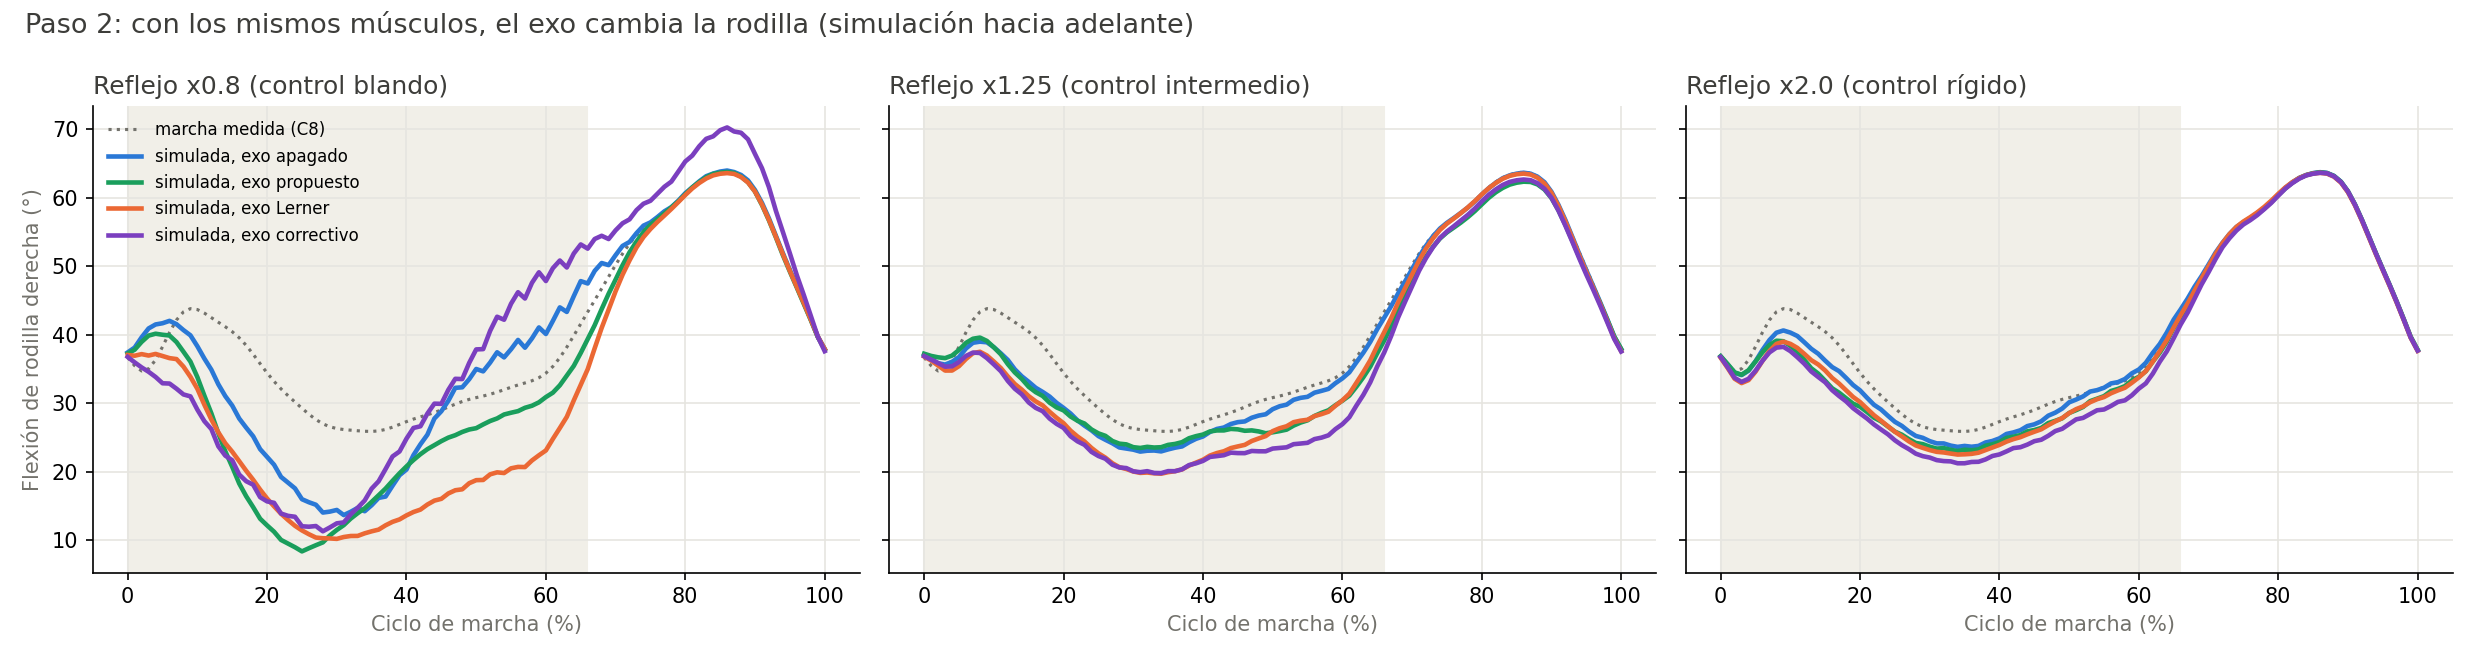 Paso 2: con los mismos músculos, el exo cambia la rodilla (simulación hacia adelante)
Reflejo x0.8 (control blando)
Reflejo x1.25 (control intermedio)
Reflejo x2.0 (control rígido)
marcha medida (C8)
simulada, exo apagado
simulada, exo propuesto
simulada, exo Lerner
simulada, exo correctivo
Flexión de rodilla derecha (°)
70
60
50
40
30
20
10
0 20 40 60 80 100
0 20 40 60 80 100
0 20 40 60 80 100
Ciclo de marcha (%)
Ciclo de marcha (%)
Ciclo de marcha (%)